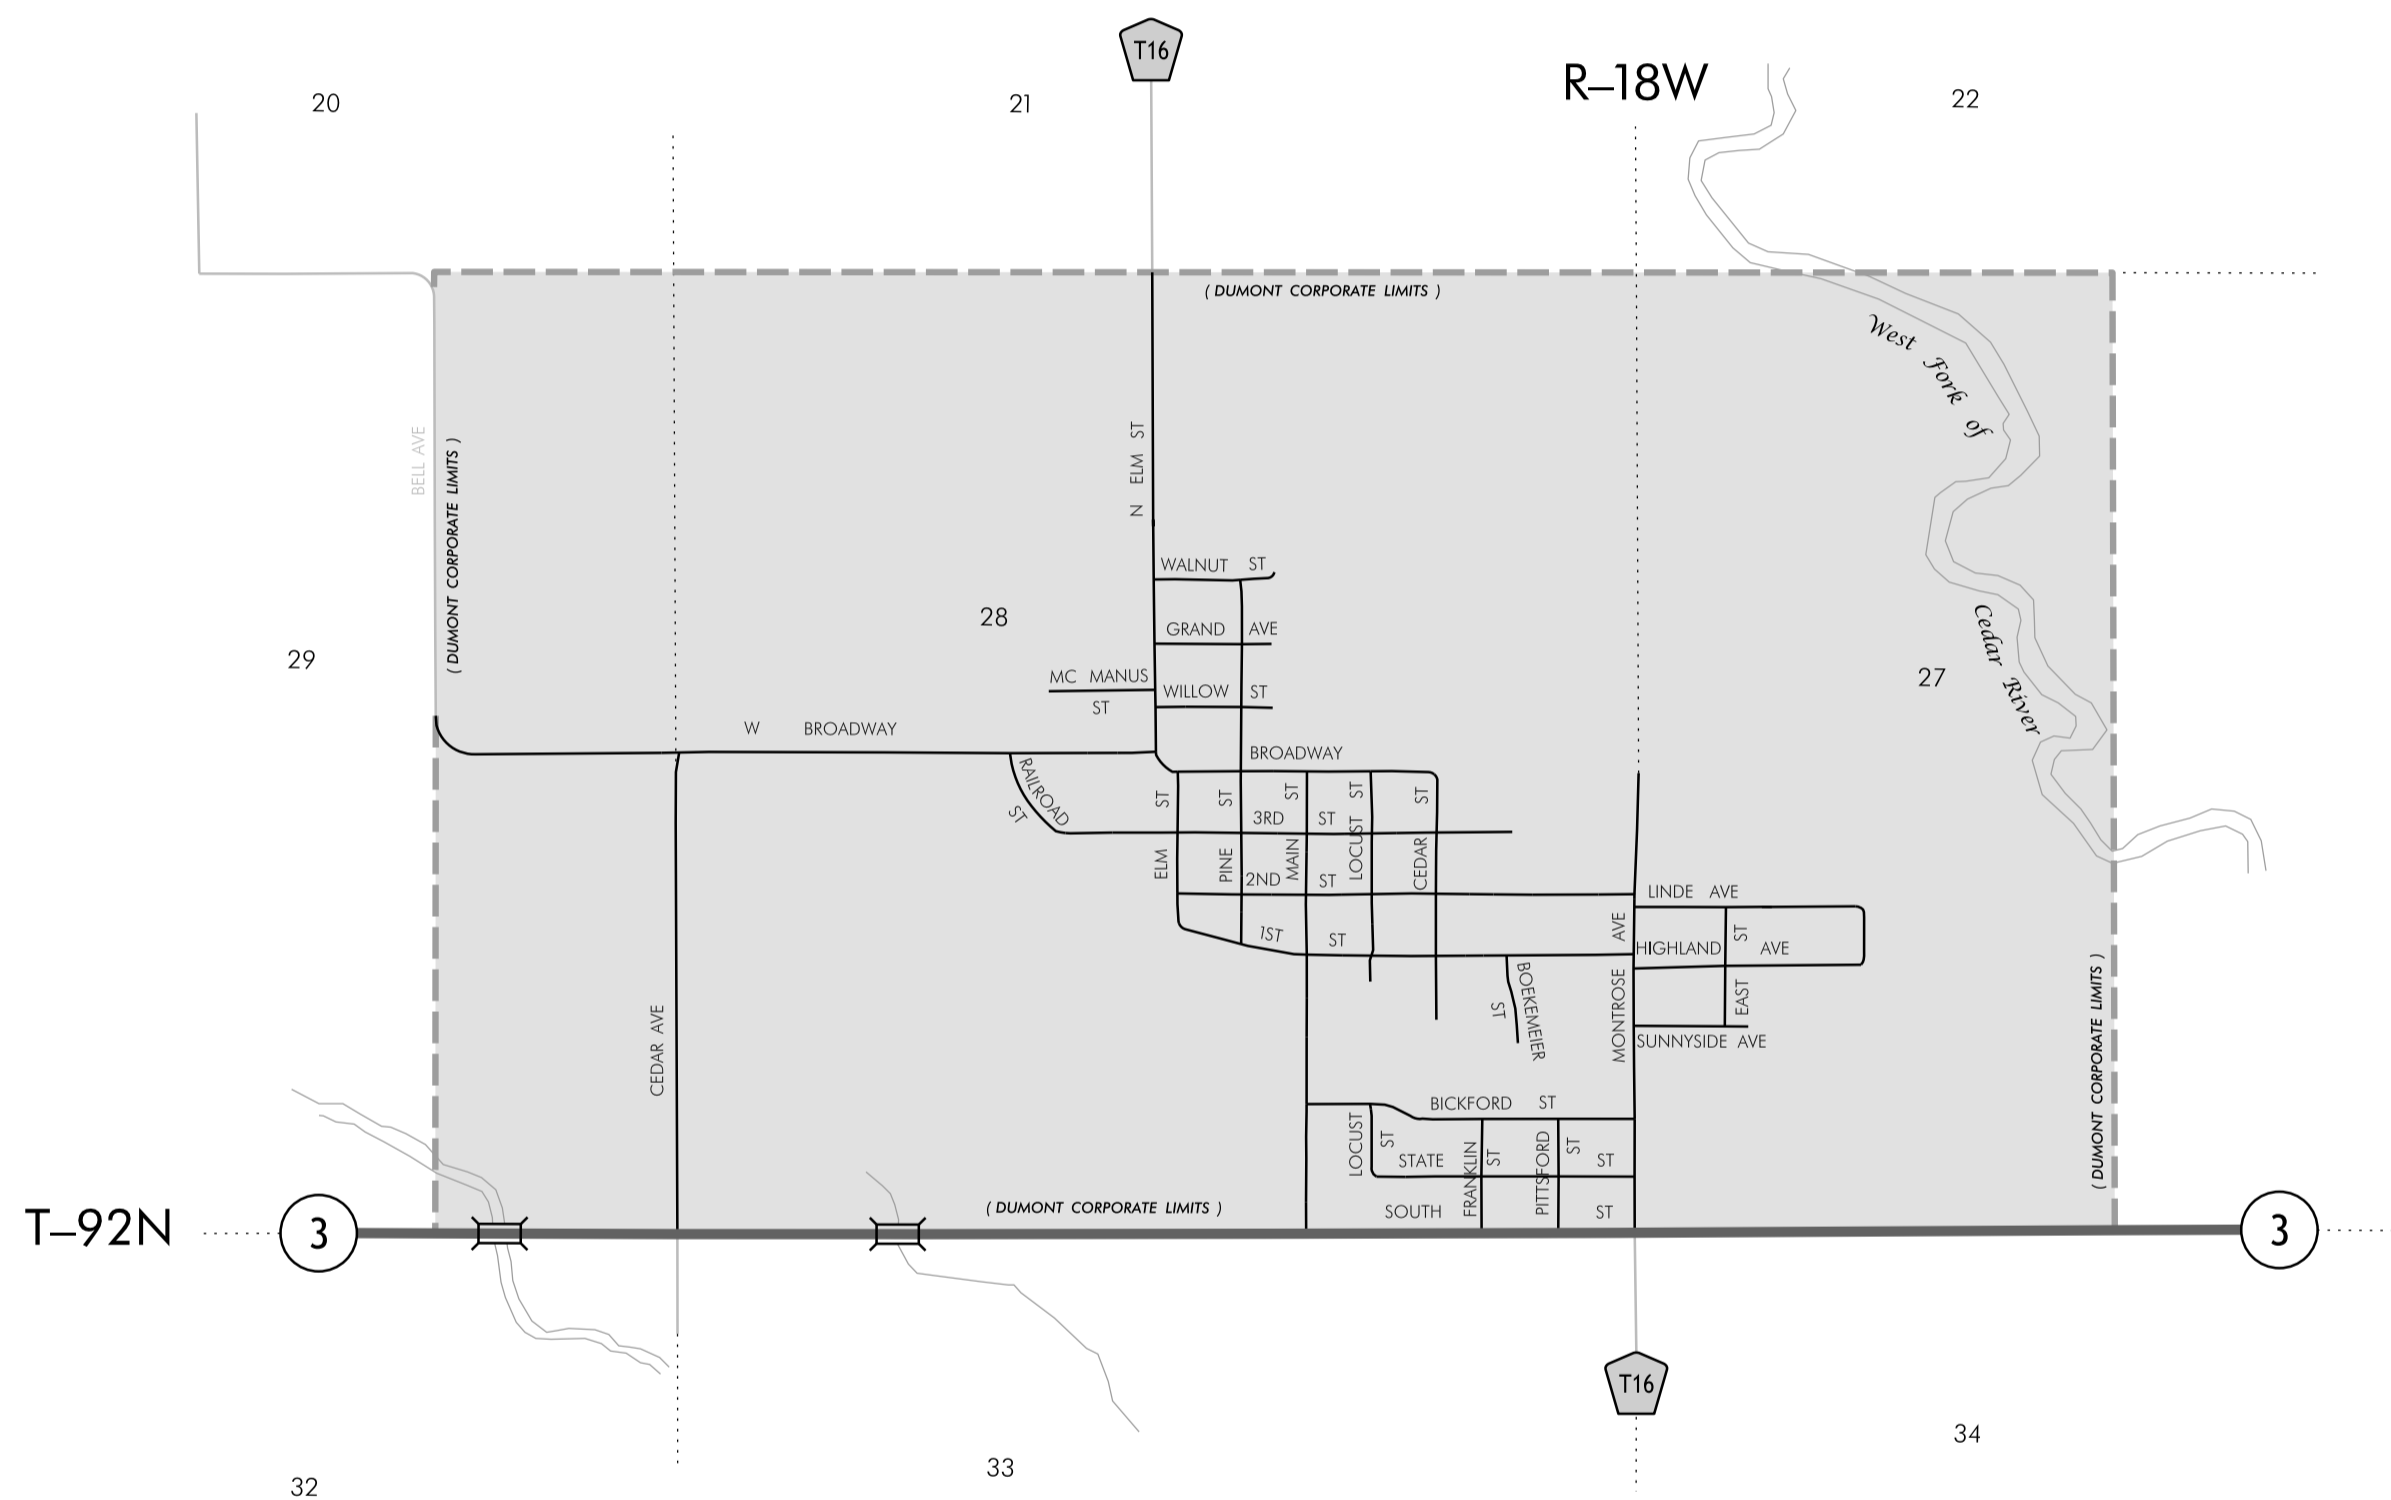 T16
R–18W
20
21
22
( DUMONT CORPORATE LIMITS )
West Fork of
Cedar River
BELL AVE
( DUMONT CORPORATE LIMITS )
N ELM ST
WALNUT ST
28
GRAND AVE
29
27
MC MANUS
ST
WILLOW ST
W BROADWAY
BROADWAY
RAILROAD
ST
ELM ST
PINE ST
MAIN ST
LOCUST ST
CEDAR ST
3RD ST
2ND ST
1ST ST
LINDE AVE
MONTROSE AVE
HIGHLAND AVE
EAST ST
SUNNYSIDE AVE
BOEKEMEIER
ST
CEDAR AVE
( DUMONT CORPORATE LIMITS )
BICKFORD ST
LOCUST
ST
STATE ST
FRANKLIN
ST
PITTSFORD
ST
SOUTH ST
( DUMONT CORPORATE LIMITS )
T–92N
3
3
T16
32
33
34